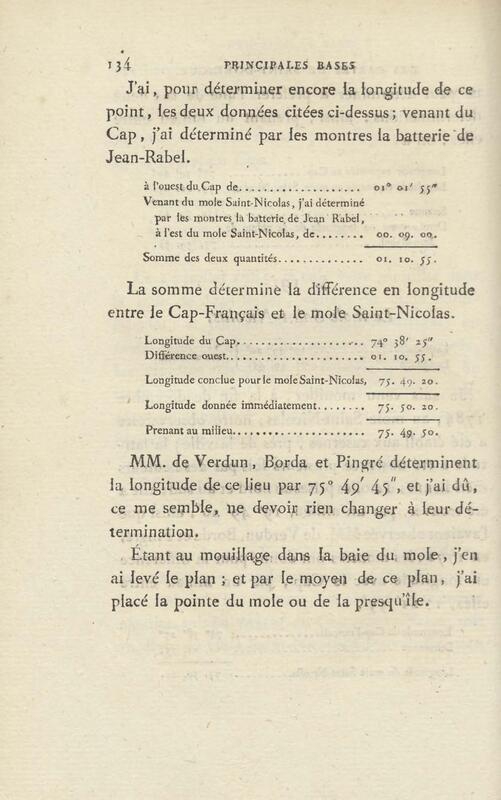 134 PRINCIPALES BASES
J'ai, pour déterminer encore la longitude de ce
point, les deux données citées ci-dessus; venant du
Cap, j'ai déterminé par les montres la batterie de
Jean-Rabel.
à l'ouest du Cap de.................... 01° 01' 55"
Venant du mole Saint-Nicolas, j'ai déterminé
par les montres la batterie de Jean Rabel,
à l'est du mole Saint-Nicolas, de........ 00. 09. 00.
Somme des deux quantités.............. 01. 10. 55.
La somme détermine la différence en longitude
entre le Cap-Français et le mole Saint-Nicolas.
Longitude du Cap.................... 74° 38' 25"
Différence ouest...................... 01. 10. 55.
Longitude conclue pour le mole Saint-Nicolas, 75. 49. 20.
Longitude donnée immédiatement........ 75. 50. 20.
Prenant au milieu...................... 75. 49. 50.
MM. de Verdun, Borda et Pingré déterminent
la longitude de ce lieu par 75° 49' 45", et j'ai dû,
ce me semble, ne devoir rien changer à leur dé-
termination.
Étant au mouillage dans la baie du mole, j'en
ai levé le plan; et par le moyen de ce plan, j'ai
placé la pointe du mole ou de la presqu'île.